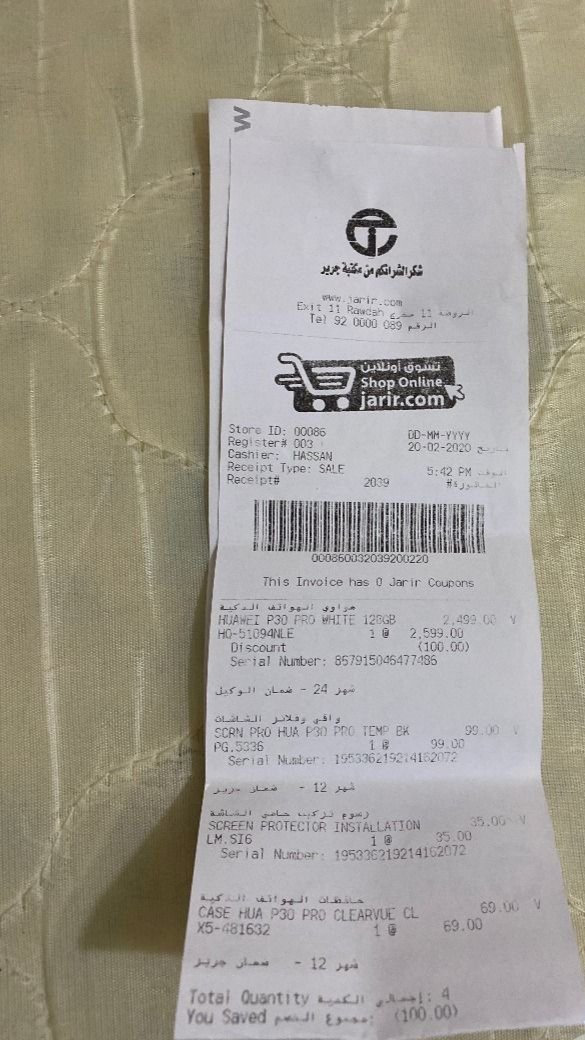 W
شكر الشرائكم من مكتبة جرير
www.jarir.com
Exit 11 Rawdah الروضة 11 مخرج
Tel 92 0000 089 الرقم
تسوق أونلاين
Shop Online
jarir.com
Store ID: 00086 DD-MM-YYYY
Register# 003 20-02-2020 تاريخ
Cashier: HASSAN
Receipt Type: SALE 5:42 PM الوقت
Receipt# 2039 الفاتورة#
000860032039200220
This Invoice has 0 Jarir Coupons
هواوي الهواتف الذكية
HUAWEI P30 PRO WHITE 128GB 2,499.00 V
HO-51094NLE 1 @ 2,599.00
Discount (100.00)
Serial Number: 867915046477486
شهر 24 - ضمان الوكيل
واقي وفلاتر الشاشات
SCRN PRO HUA P30 PRO TEMP BK 99.00 V
PG.5336 1 @ 99.00
Serial Number: 195336219214162072
شهر 12 - ضمان جرير
رسوم تركيب حامي الشاشة
SCREEN PROTECTOR INSTALLATION 35.00 V
LM.SI6 1 @ 35.00
Serial Number: 195336219214162072
حافظات الهواتف الذكية
CASE HUA P30 PRO CLEARVUE CL 69.00 V
X5-481632 1 @ 69.00
شهر 12 - ضمان جرير
Total Quantity إجمالي الكمية : 4
You Saved مجموع الخصم: (100.00)